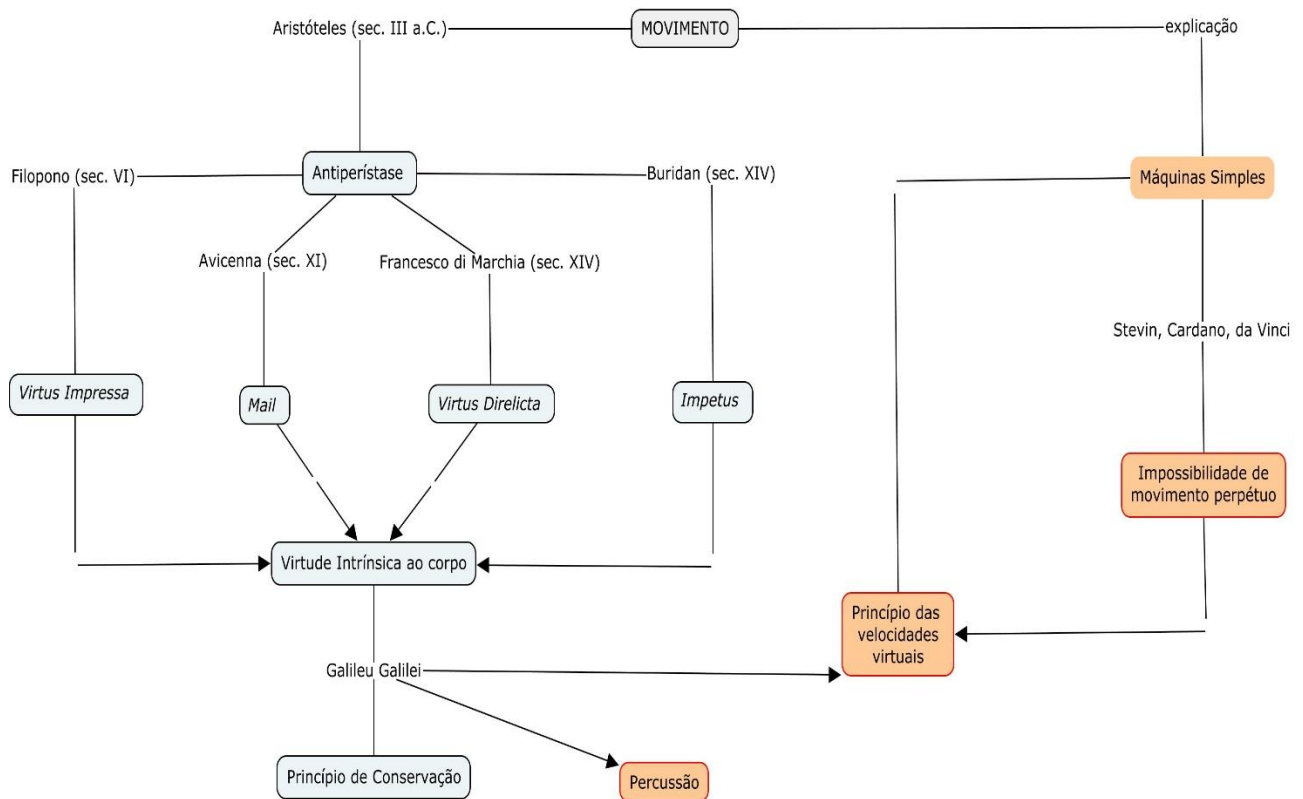 Aristóteles (sec. III a.C.)
MOVIMENTO
explicação
Filopono (sec. VI)
Antiperístase
Buridan (sec. XIV)
Máquinas Simples
Avicenna (sec. XI)
Francesco di Marchia (sec. XIV)
Stevin, Cardano, da Vinci
Virtus Impressa
Mail
Virtus Direlicta
Impetus
Impossibilidade de
movimento perpétuo
Virtude Intrínsica ao corpo
Princípio das
velocidades
virtuais
Galileu Galilei
Princípio de Conservação
Percussão